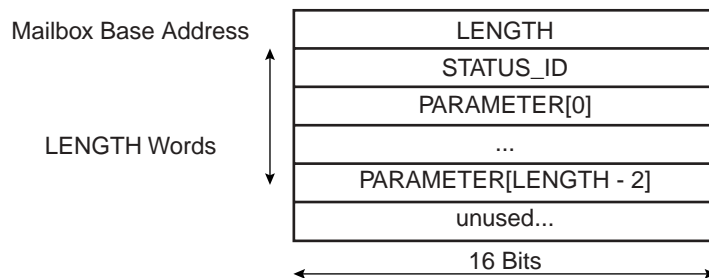 Mailbox Base Address
LENGTH
STATUS_ID
PARAMETER[0]
LENGTH Words
...
PARAMETER[LENGTH - 2]
unused...
16 Bits